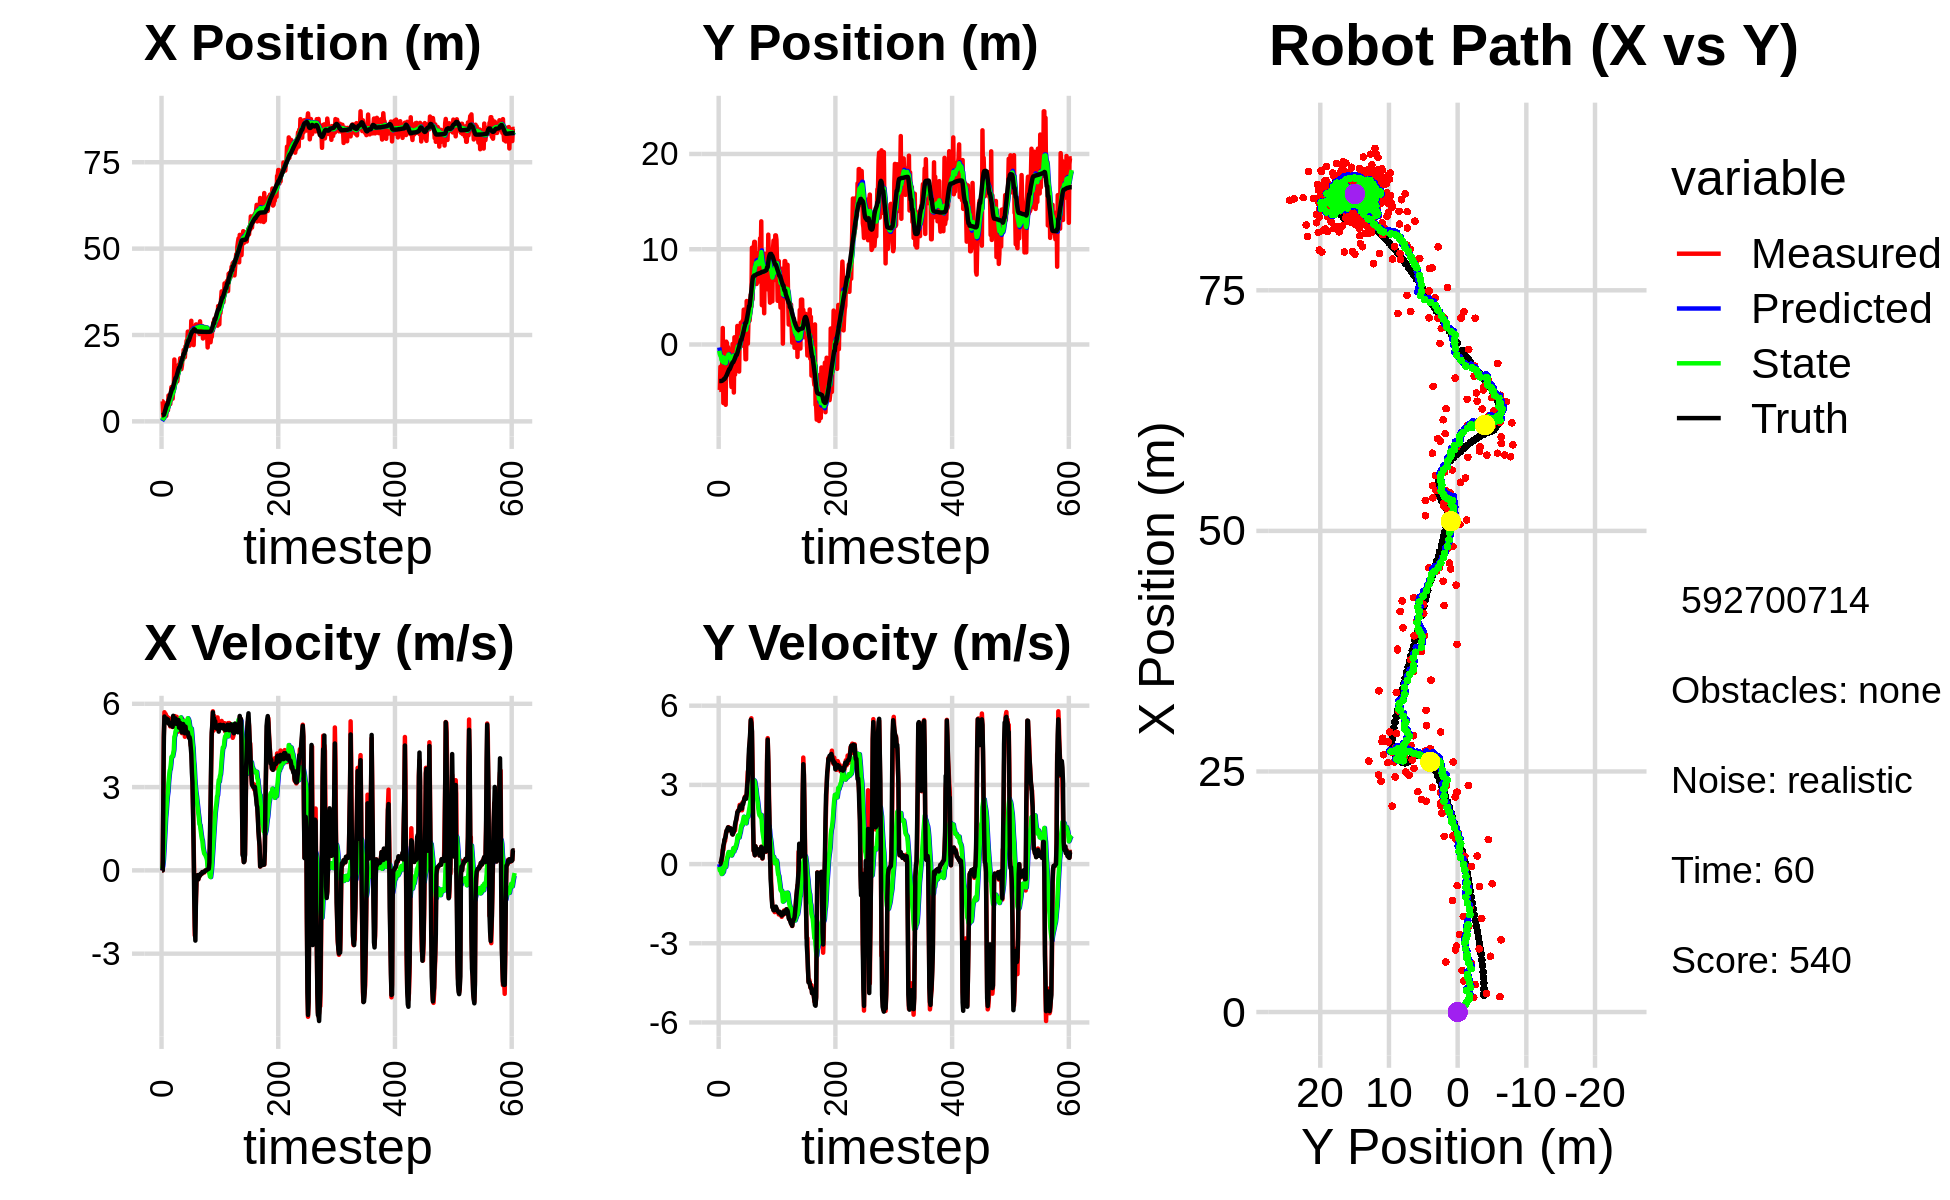 X Position (m)
75
50
25
0
0
200
400
600
timestep
Y Position (m)
20
10
0
0
200
400
600
timestep
X Velocity (m/s)
6
3
0
-3
0
200
400
600
timestep
Y Velocity (m/s)
6
3
0
-3
-6
0
200
400
600
timestep
Robot Path (X vs Y)
X Position (m)
75
50
25
0
20 10 0 -10 -20
Y Position (m)
variable
Measured
Predicted
State
Truth
592700714
Obstacles: none
Noise: realistic
Time: 60
Score: 540